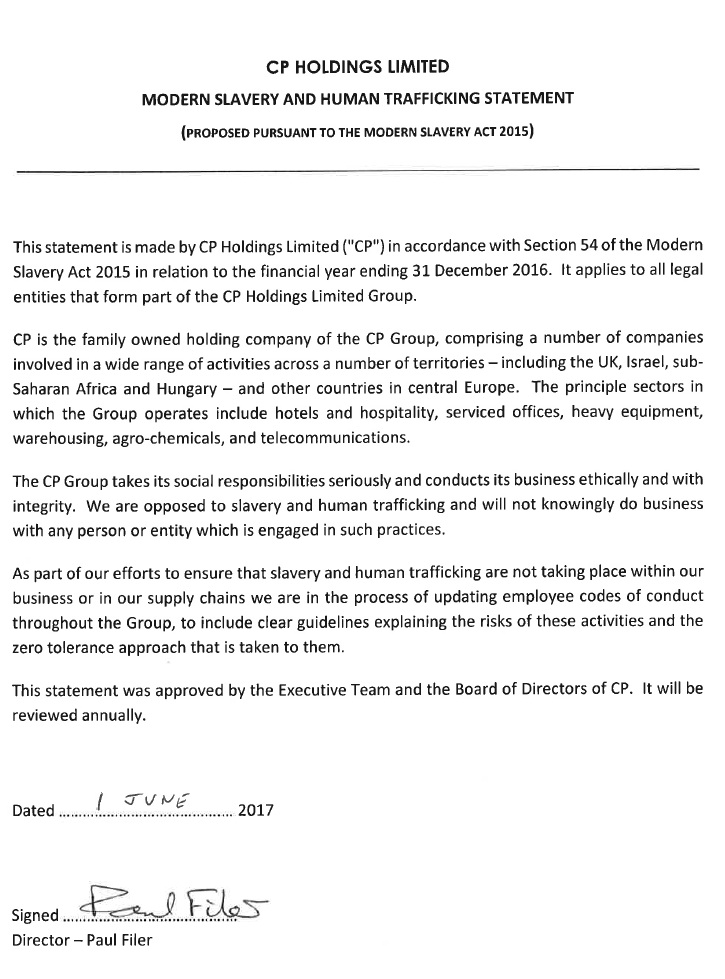 CP HOLDINGS LIMITED
MODERN SLAVERY AND HUMAN TRAFFICKING STATEMENT
(PROPOSED PURSUANT TO THE MODERN SLAVERY ACT 2015)
This statement is made by CP Holdings Limited ("CP") in accordance with Section 54 of the Modern
Slavery Act 2015 in relation to the financial year ending 31 December 2016. It applies to all legal
entities that form part of the CP Holdings Limited Group.
CP is the family owned holding company of the CP Group, comprising a number of companies
involved in a wide range of activities across a number of territories – including the UK, Israel, sub-
Saharan Africa and Hungary – and other countries in central Europe. The principle sectors in
which the Group operates include hotels and hospitality, serviced offices, heavy equipment,
warehousing, agro-chemicals, and telecommunications.
The CP Group takes its social responsibilities seriously and conducts its business ethically and with
integrity. We are opposed to slavery and human trafficking and will not knowingly do business
with any person or entity which is engaged in such practices.
As part of our efforts to ensure that slavery and human trafficking are not taking place within our
business or in our supply chains we are in the process of updating employee codes of conduct
throughout the Group, to include clear guidelines explaining the risks of these activities and the
zero tolerance approach that is taken to them.
This statement was approved by the Executive Team and the Board of Directors of CP. It will be
reviewed annually.
Dated 1 JUNE 2017
Signed Paul Filer
Director – Paul Filer